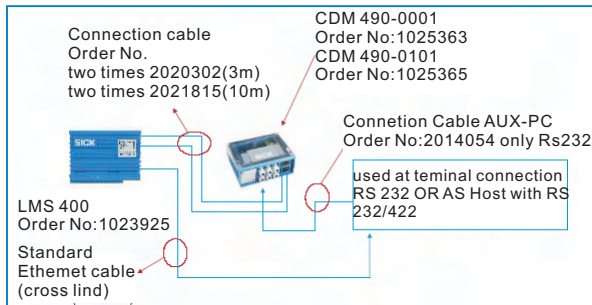 Connection cable
Order No.
two times 2020302(3m)
two times 2021815(10m)
CDM 490-0001
Order No:1025363
CDM 490-0101
Order No:1025365
Connetion Cable AUX-PC
Order No:2014054 only Rs232
SICK
used at teminal connection
RS 232 OR AS Host with RS
232/422
LMS 400
Order No:1023925
Standard
Ethemet cable
(cross lind)